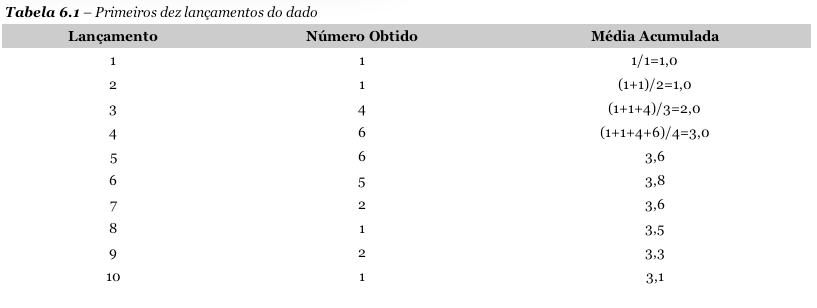 Tabela 6.1 – Primeiros dez lançamentos do dado
Lançamento Número Obtido Média Acumulada
1 1 1/1=1,0
2 1 (1+1)/2=1,0
3 4 (1+1+4)/3=2,0
4 6 (1+1+4+6)/4=3,0
5 6 3,6
6 5 3,8
7 2 3,6
8 1 3,5
9 2 3,3
10 1 3,1